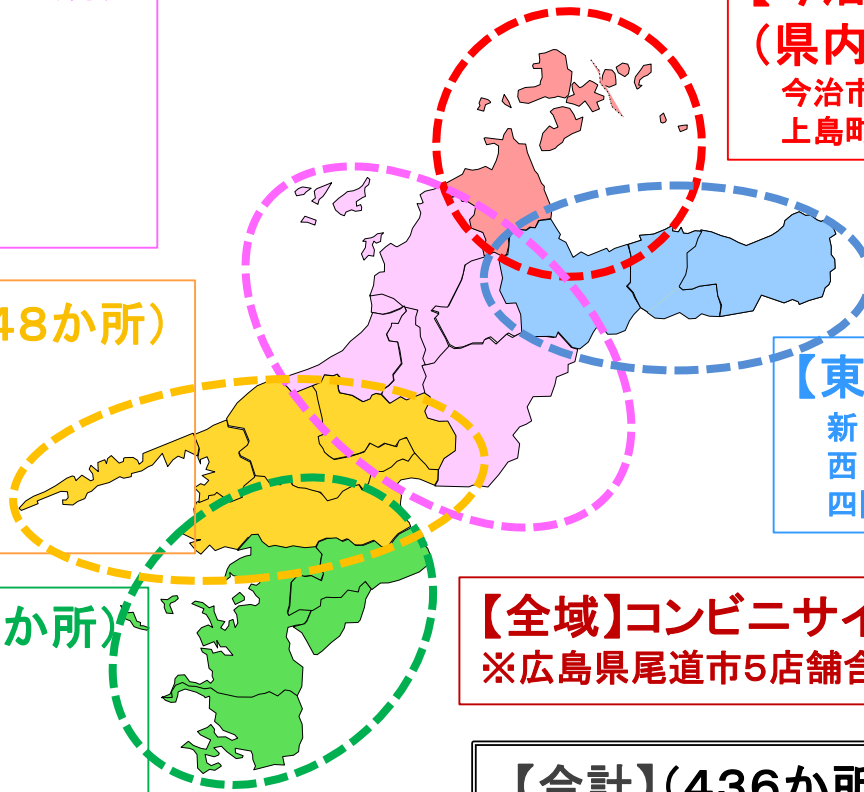 (県内
今治市
上島町
48か所)
【東
新
西
四国
か所)
【全域】コンビニサイ
※広島県尾道市5店舗合
【合計】(436か所